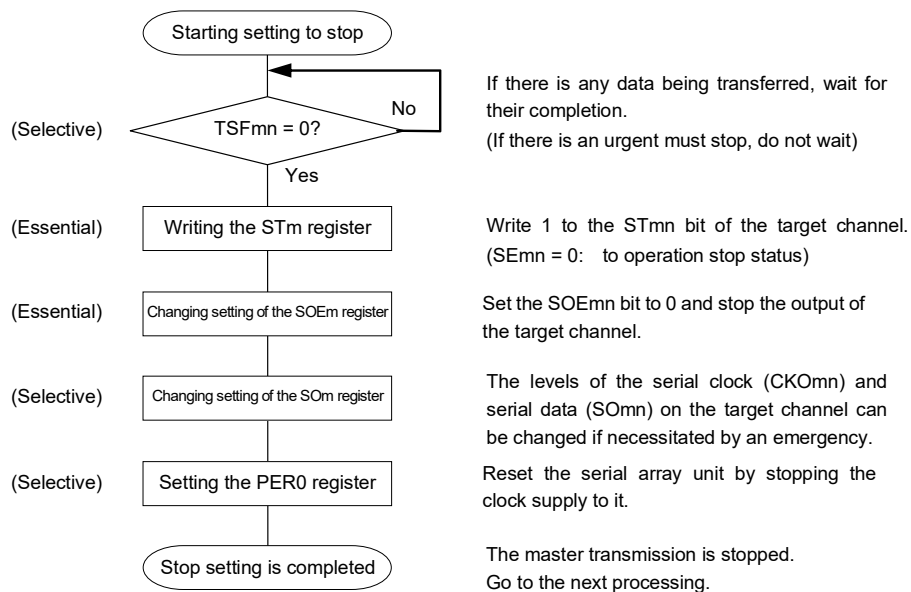 Starting setting to stop
No
(Selective)
TSFmn = 0?
If there is any data being transferred, wait for
their completion.
(If there is an urgent must stop, do not wait)
Yes
(Essential)
Writing the STm register
Write 1 to the STmn bit of the target channel.
(SEmn = 0: to operation stop status)
(Essential)
Changing setting of the SOEm register
Set the SOEmn bit to 0 and stop the output of
the target channel.
(Selective)
Changing setting of the SOm register
The levels of the serial clock (CKOmn) and
serial data (SOmn) on the target channel can
be changed if necessitated by an emergency.
(Selective)
Setting the PER0 register
Reset the serial array unit by stopping the
clock supply to it.
Stop setting is completed
The master transmission is stopped.
Go to the next processing.